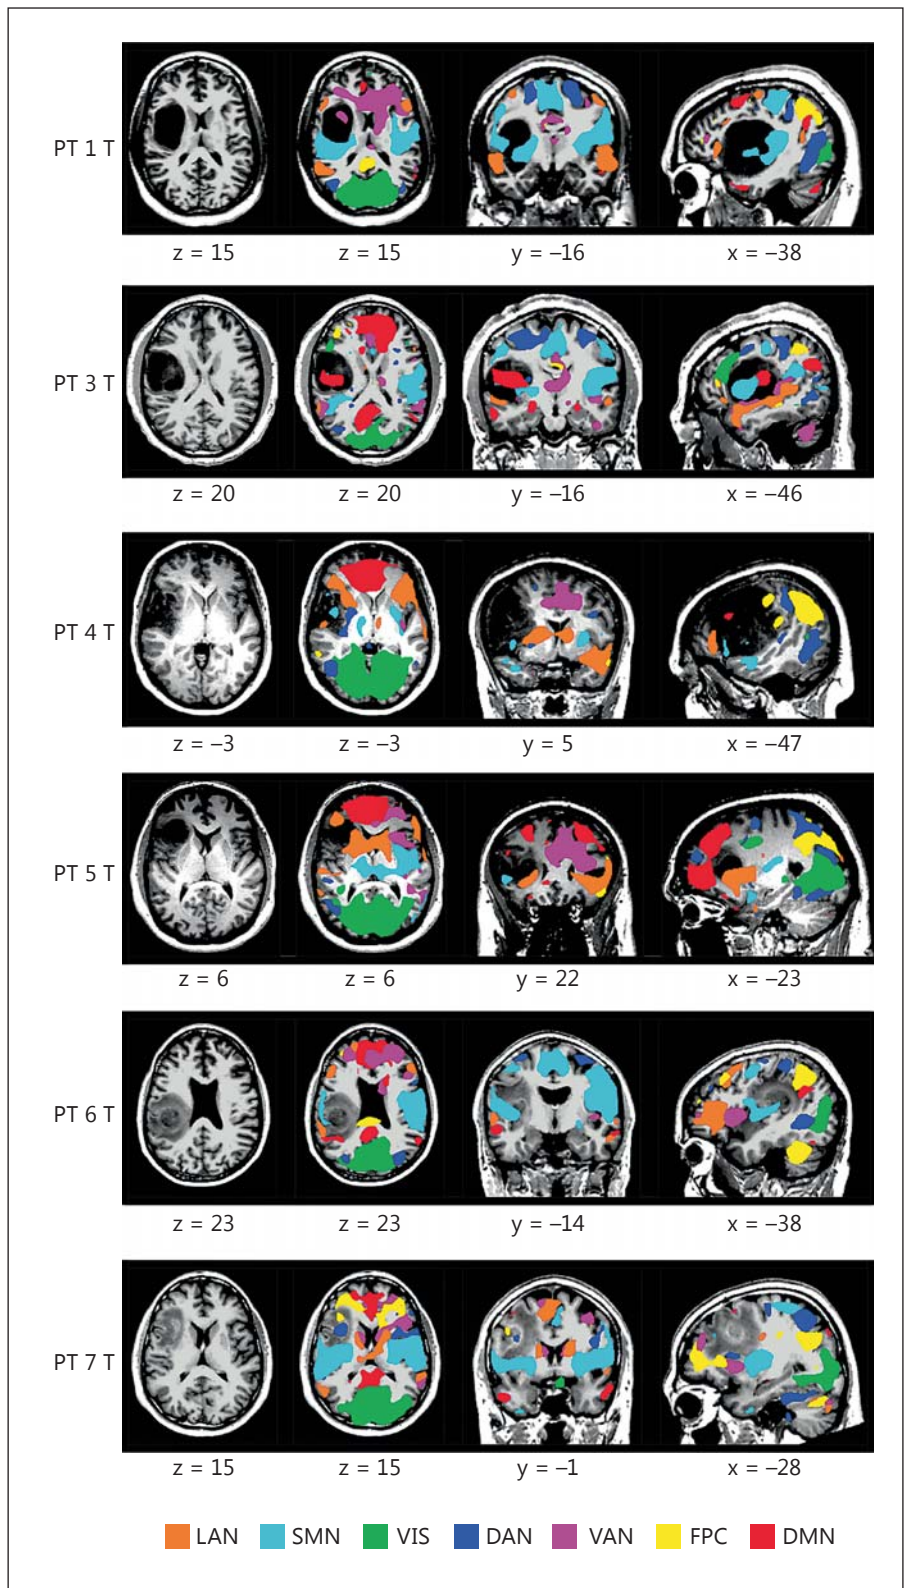 PT 1 T
z = 15 z = 15 y = –16 x = –38
PT 3 T
z = 20 z = 20 y = –16 x = –46
PT 4 T
z = –3 z = –3 y = 5 x = –47
PT 5 T
z = 6 z = 6 y = 22 x = –23
PT 6 T
z = 23 z = 23 y = –14 x = –38
PT 7 T
z = 15 z = 15 y = –1 x = –28
LAN SMN VIS DAN VAN FPC DMN